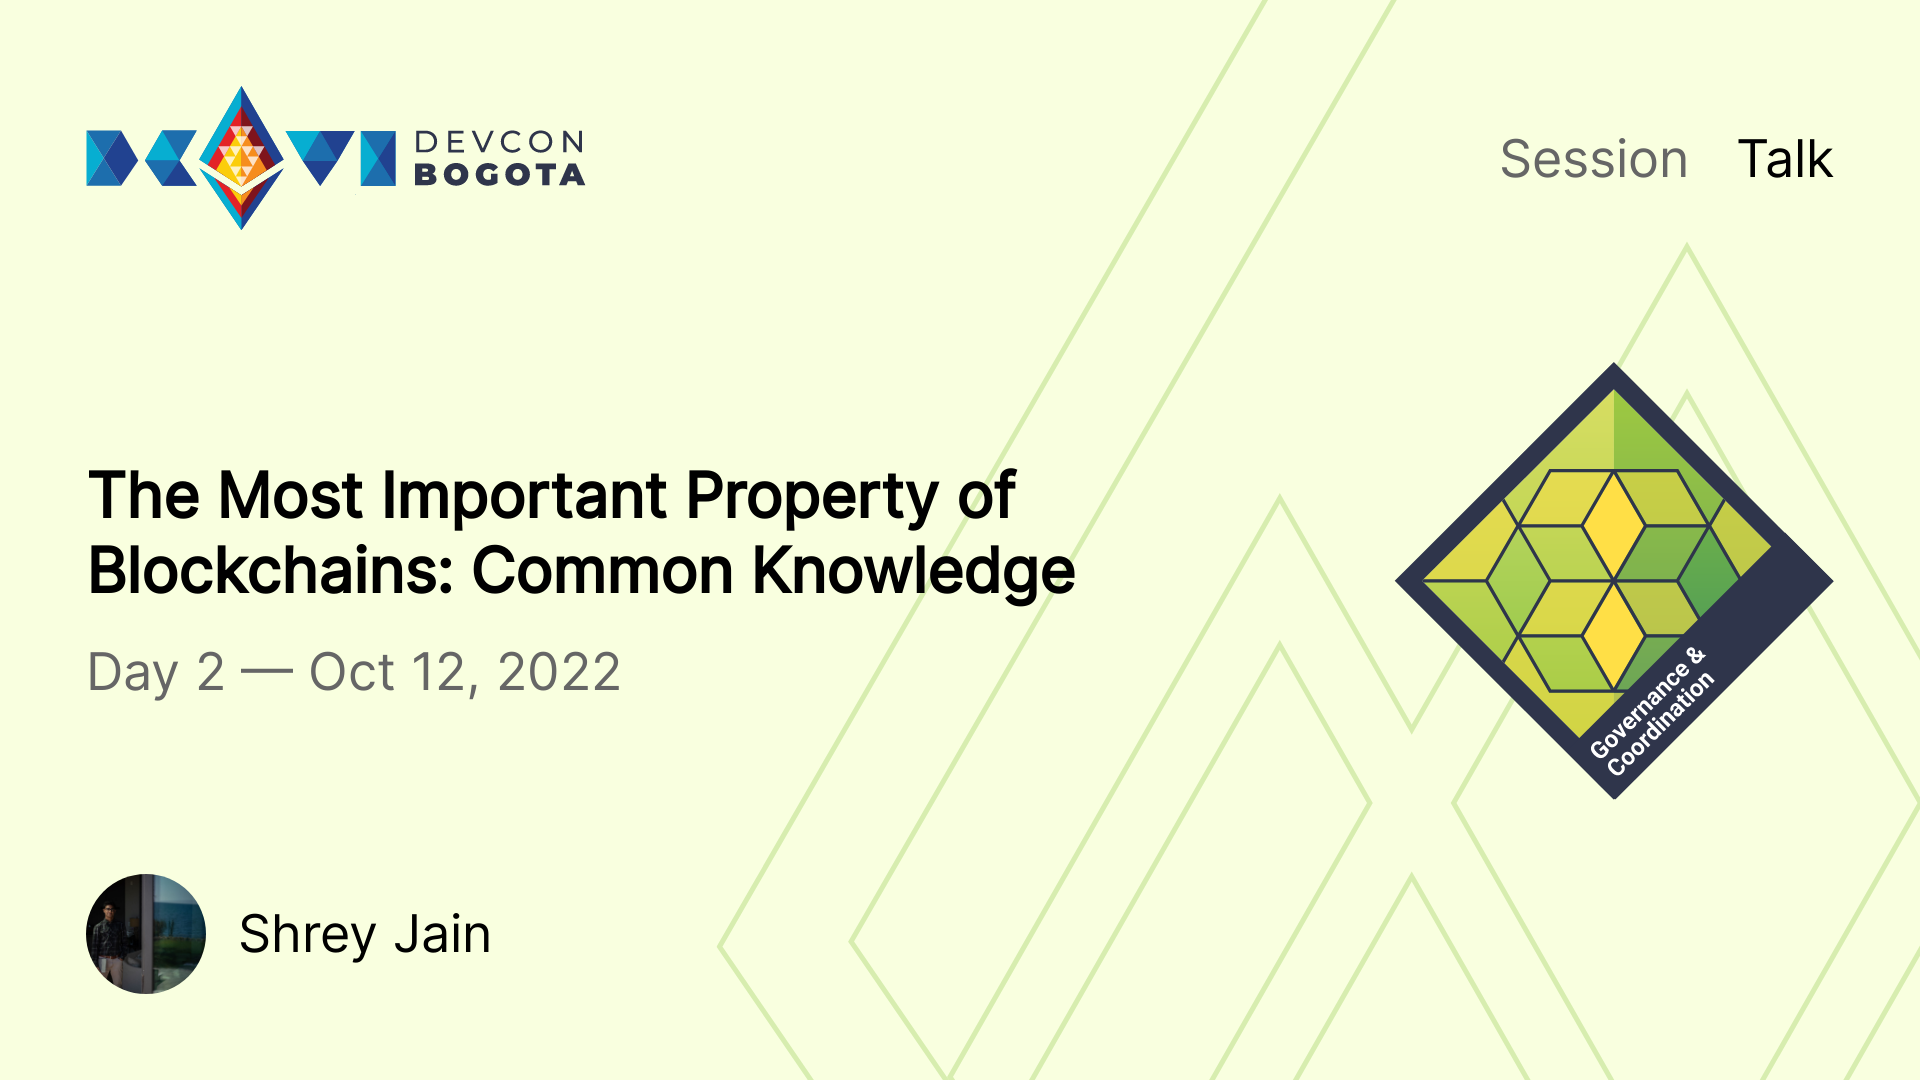 DEVCON
BOGOTA
Session Talk
The Most Important Property of
Blockchains: Common Knowledge
Day 2 — Oct 12, 2022
Governance &
Coordination
Shrey Jain